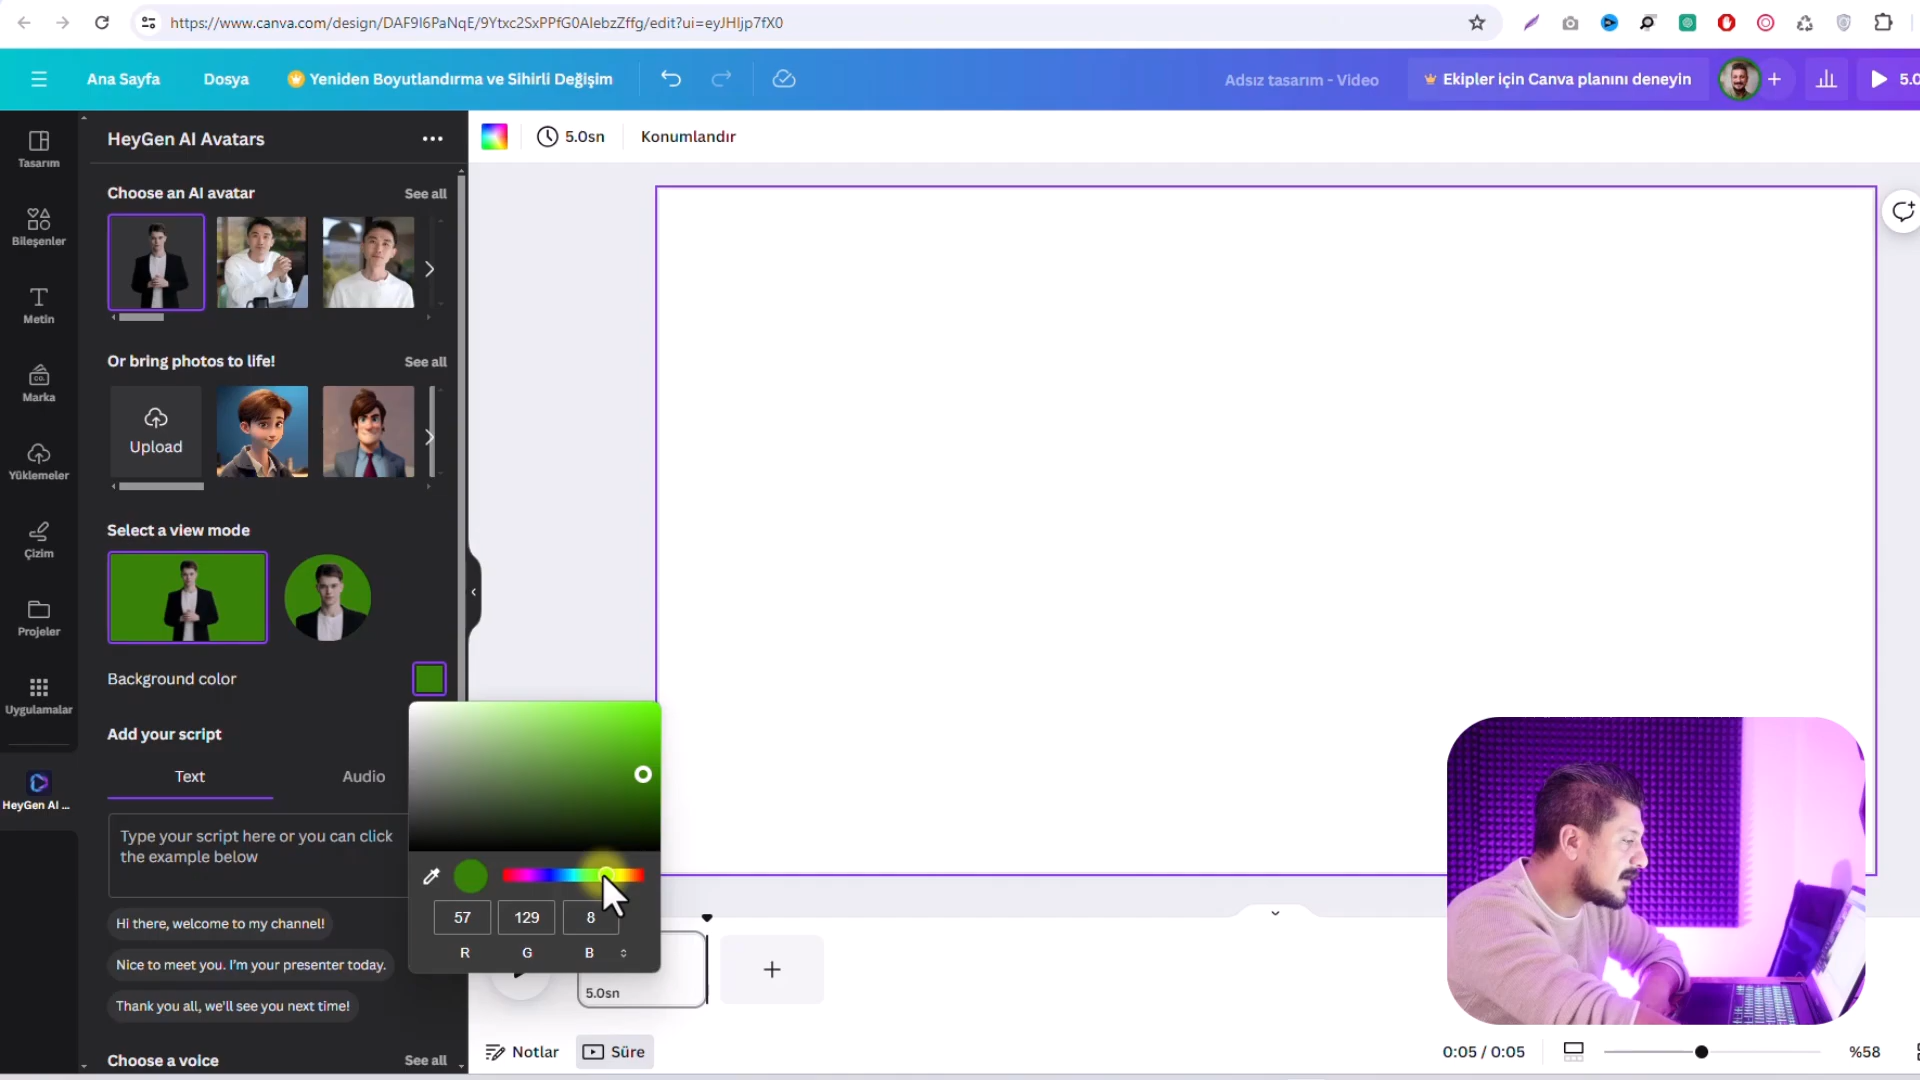 https://www.canva.com/design/DAF9I6PaNqE/9Ytxc2SxPPfG0AIebzZffg/edit?ui=eyJHIjp7fX0
Ana Sayfa
Dosya
Yeniden Boyutlandırma ve Sihirli Değişim
Adsız tasarım - Video
Ekipler için Canva planını deneyin
5.0
Tasarım
Bileşenler
Metin
Marka
Yüklemeler
Çizim
Projeler
Uygulamalar
HeyGen AI ...
HeyGen AI Avatars
Choose an AI avatar
See all
Or bring photos to life!
See all
Upload
Select a view mode
Background color
Add your script
Text
Audio
Type your script here or you can click
the example below
Hi there, welcome to my channel!
Nice to meet you. I'm your presenter today.
Thank you all, we'll see you next time!
Choose a voice
See all
5.0sn
Konumlandır
57
129
8
R
G
B
5.0sn
Notlar
Süre
0:05 / 0:05
%58